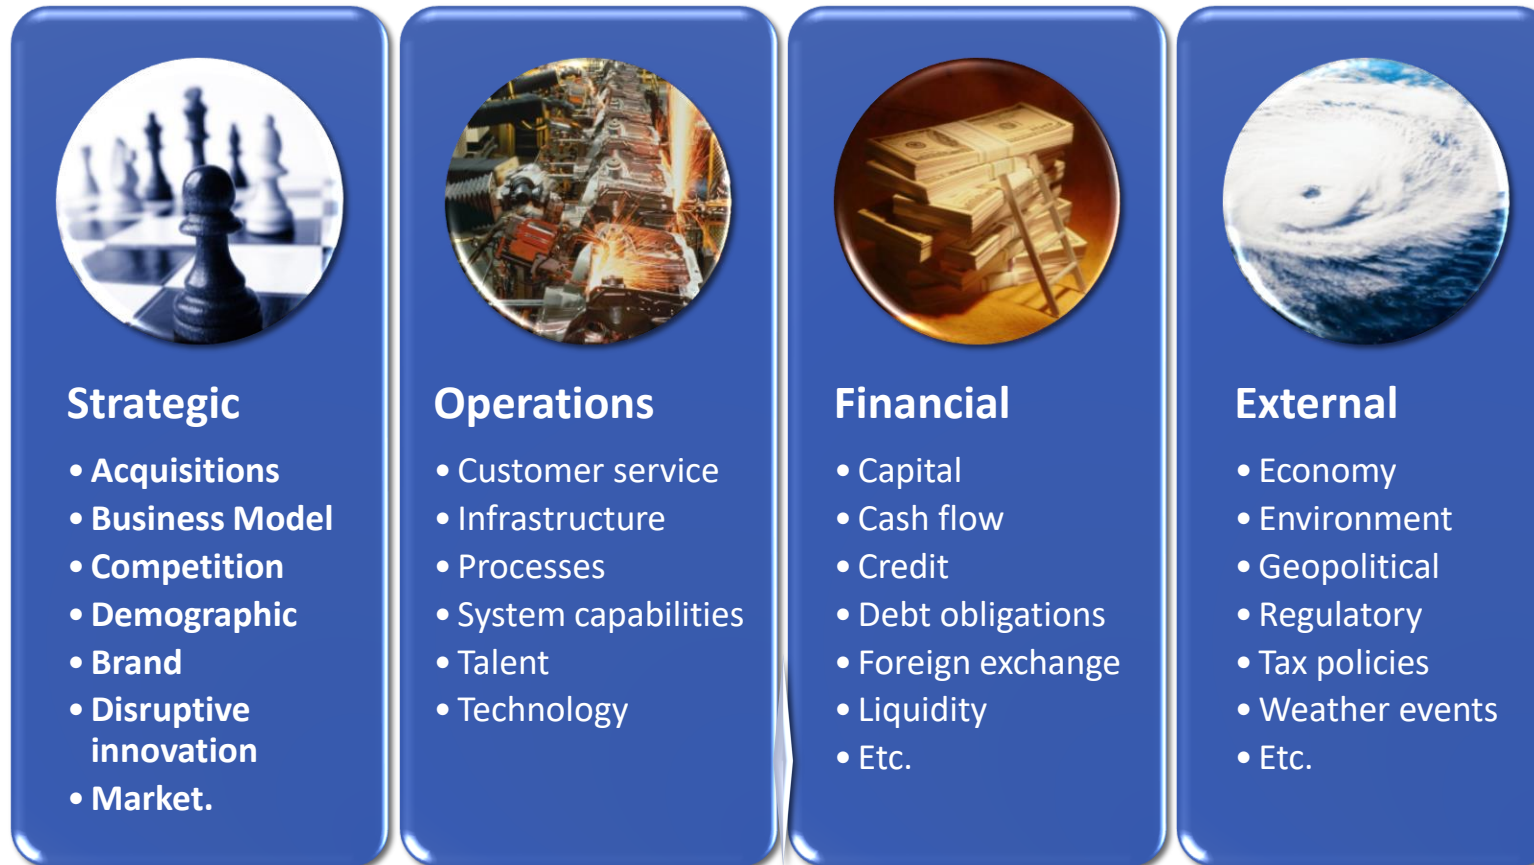 Strategic
• Acquisitions
• Business Model
• Competition
• Demographic
• Brand
• Disruptive
innovation
• Market.
Operations
• Customer service
• Infrastructure
• Processes
• System capabilities
• Talent
• Technology
Financial
• Capital
• Cash flow
• Credit
• Debt obligations
• Foreign exchange
• Liquidity
• Etc.
External
• Economy
• Environment
• Geopolitical
• Regulatory
• Tax policies
• Weather events
• Etc.